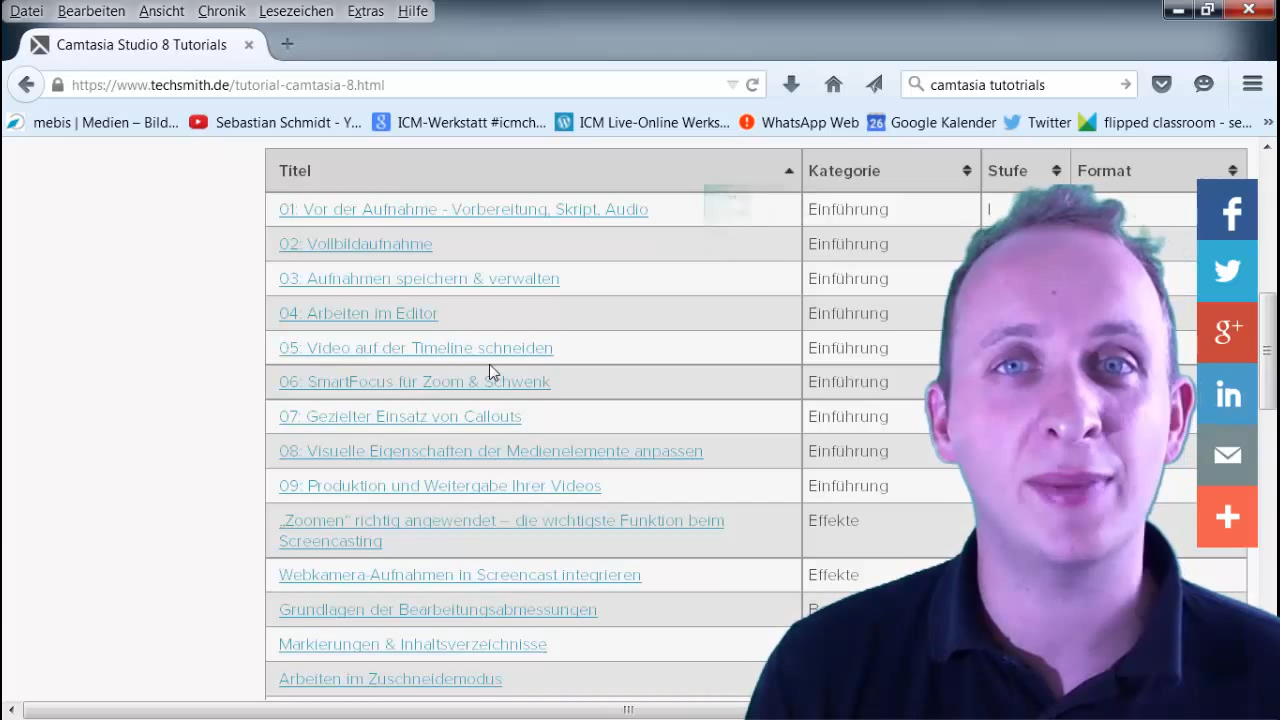 Datei Bearbeiten Ansicht Chronik Lesezeichen Extras Hilfe
Camtasia Studio 8 Tutorials
https://www.techsmith.de/tutorial-camtasia-8.html
camtasia tutotrials
mebis | Medien – Bild... Sebastian Schmidt - Y... ICM-Werkstatt #icmch... ICM Live-Online Werks... WhatsApp Web 26 Google Kalender Twitter flipped classroom - se...
Titel Kategorie Stufe Format
01: Vor der Aufnahme - Vorbereitung, Skript, Audio Einführung I
02: Vollbildaufnahme Einführung
03: Aufnahmen speichern & verwalten Einführung
04: Arbeiten im Editor Einführung
05: Video auf der Timeline schneiden Einführung
06: SmartFocus für Zoom & Schwenk Einführung
07: Gezielter Einsatz von Callouts Einführung
08: Visuelle Eigenschaften der Medienelemente anpassen Einführung
09: Produktion und Weitergabe Ihrer Videos Einführung
„Zoomen" richtig angewendet – die wichtigste Funktion beim Effekte
Screencasting
Webkamera-Aufnahmen in Screencast integrieren Effekte
Grundlagen der Bearbeitungsabmessungen
Markierungen & Inhaltsverzeichnisse
Arbeiten im Zuschneidemodus